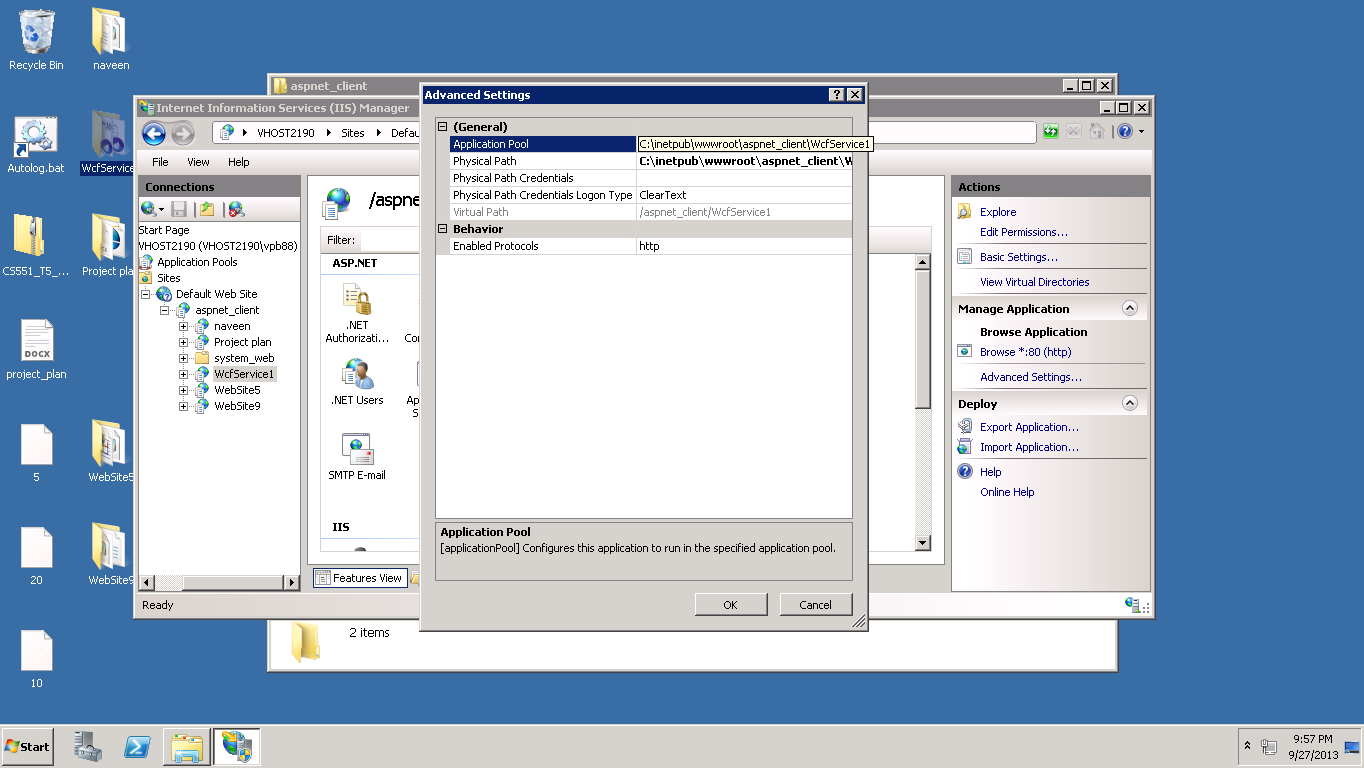 Recycle Bin
naveen
Autolog.bat
WcfService
CS551_T5_...
Project pla
project_plan
DOCX
5
WebSite5
20
WebSite9
10
aspnet_client
Internet Information Services (IIS) Manager
VHOST2190
Sites
Defau
File
View
Help
Connections
Start Page
VHOST2190 (VHOST2190\vpb88)
Application Pools
Sites
Default Web Site
aspnet_client
naveen
Project plan
system_web
WcfService1
WebSite5
WebSite9
Ready
/aspne
Filter:
ASP.NET
.NET
Authorizati...
Cor
.NET Users
Ap
S
SMTP E-mail
IIS
Features View
2 items
Advanced Settings
(General)
Application Pool
C:\inetpub\wwwroot\aspnet_client\WcfService1
Physical Path
C:\inetpub\wwwroot\aspnet_client\W
Physical Path Credentials
Physical Path Credentials Logon Type
ClearText
Virtual Path
/aspnet_client/WcfService1
Behavior
Enabled Protocols
http
Application Pool
[applicationPool] Configures this application to run in the specified application pool.
OK
Cancel
Actions
Explore
Edit Permissions...
Basic Settings...
View Virtual Directories
Manage Application
Browse Application
Browse *:80 (http)
Advanced Settings...
Deploy
Export Application...
Import Application...
Help
Online Help
Start
9:57 PM
9/27/2013